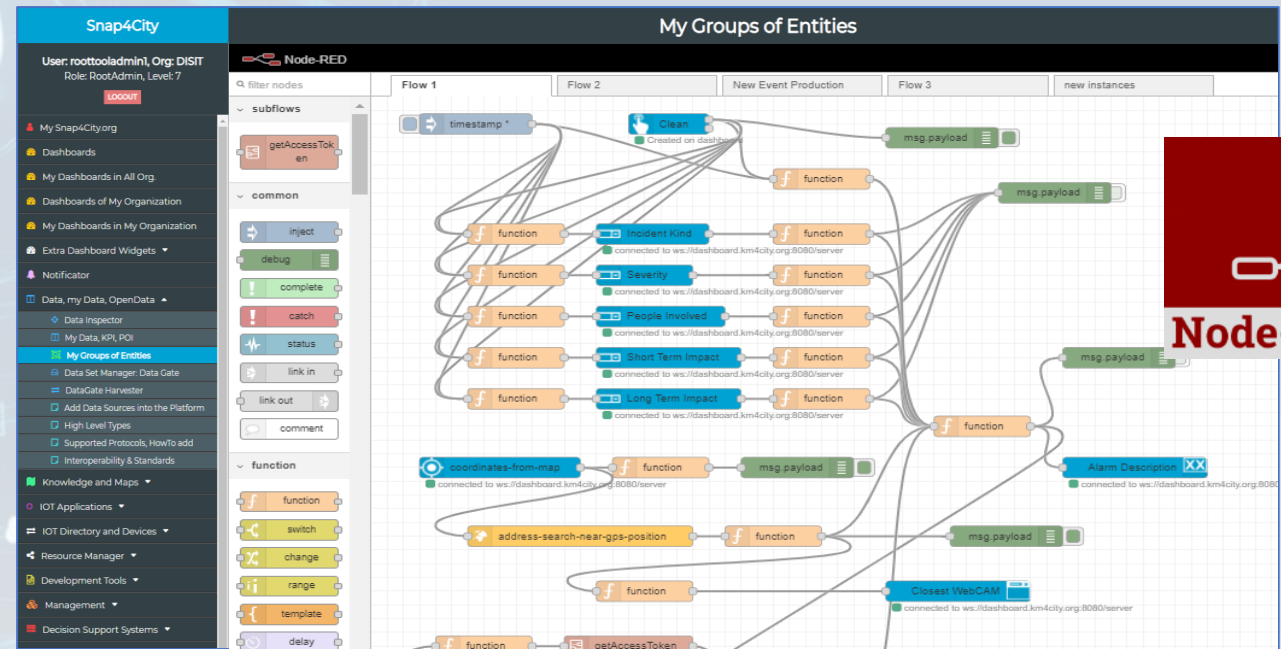 Snap4City
My Groups of Entities
User: roottooladmin1, Org: DISIT
Role: RootAdmin, Level: 7
LOGOUT
My Snap4City.org
Dashboards
My Dashboards in All Org.
Dashboards of My Organization
My Dashboards in My Organization
Extra Dashboard Widgets
Notificator
Data, my Data, OpenData
Data Inspector
My Data, KPI, POI
My Groups of Entities
Data Set Manager: Data Gate
DataGate Harvester
Add Data Sources into the Platform
High Level Types
Supported Protocols, HowTo add
Interoperability & Standards
Knowledge and Maps
IOT Applications
IOT Directory and Devices
Resource Manager
Development Tools
Management
Decision Support Systems
Node-RED
filter nodes
subflows
getAccessTok
en
common
inject
debug
complete
catch
status
link in
link out
comment
function
function
switch
change
range
template
delay
Flow 1
Flow 2
New Event Production
Flow 3
new instances
timestamp *
Clean
Created on dashboard
msg.payload
function
msg.payload
function
Incident Kind
function
connected to ws://dashboard.km4city.org:8080/server
function
Severity
function
connected to ws://dashboard.km4city.org:8080/server
function
People Involved
function
connected to ws://dashboard.km4city.org:8080/server
function
Short Term Impact
function
connected to ws://dashboard.km4city.org:8080/server
msg.payload
function
Long Term Impact
function
connected to ws://dashboard.km4city.org:8080/server
function
coordinates-from-map
function
msg.payload
connected to ws://dashboard.km4city.org:8080/server
Alarm Description
connected to ws://dashboard.km4city.org:8080
address-search-near-gps-position
function
msg.payload
function
Closest WebCAM
connected to ws://dashboard.km4city.org:8080/server
function
getAccessToken
Node